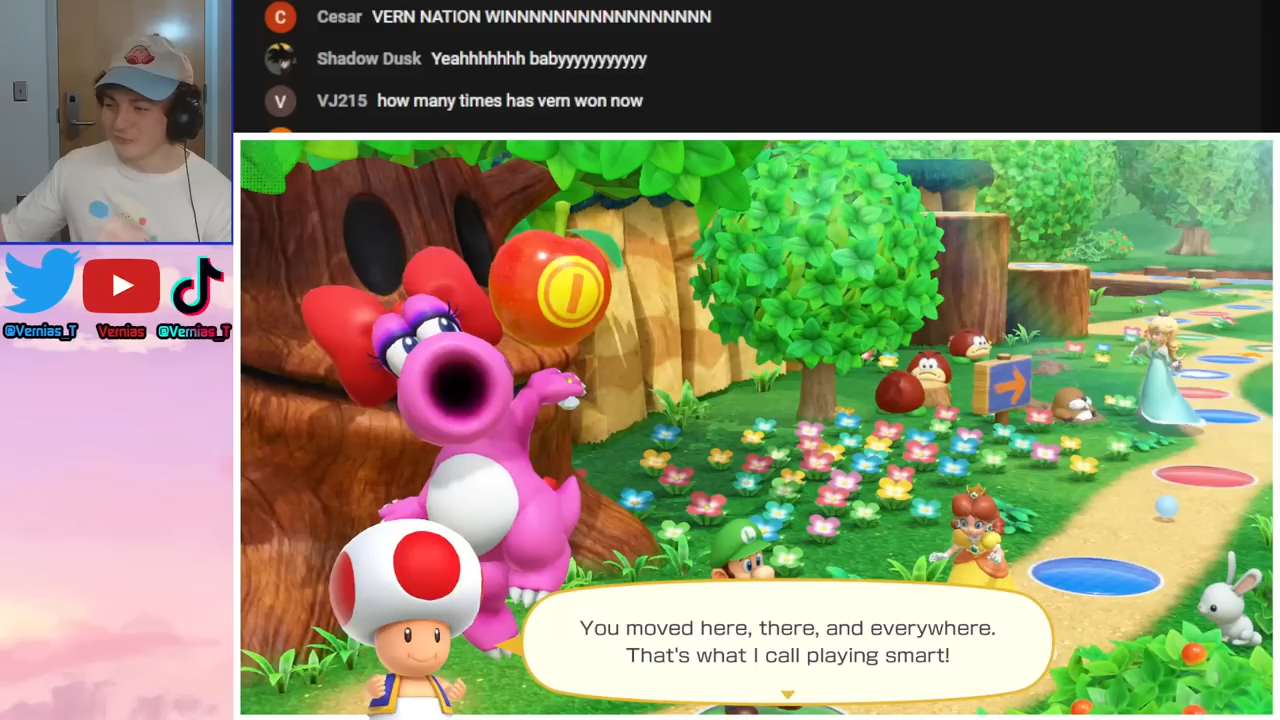 C Cesar VERN NATION WINNNNNNNNNNNNNNNNN
Shadow Dusk Yeahhhhhhh babyyyyyyyyyyy
V VJ215 how many times has vern won now
@Vernias_T Vernias @Vernias_T
L
You moved here, there, and everywhere.
That's what I call playing smart!